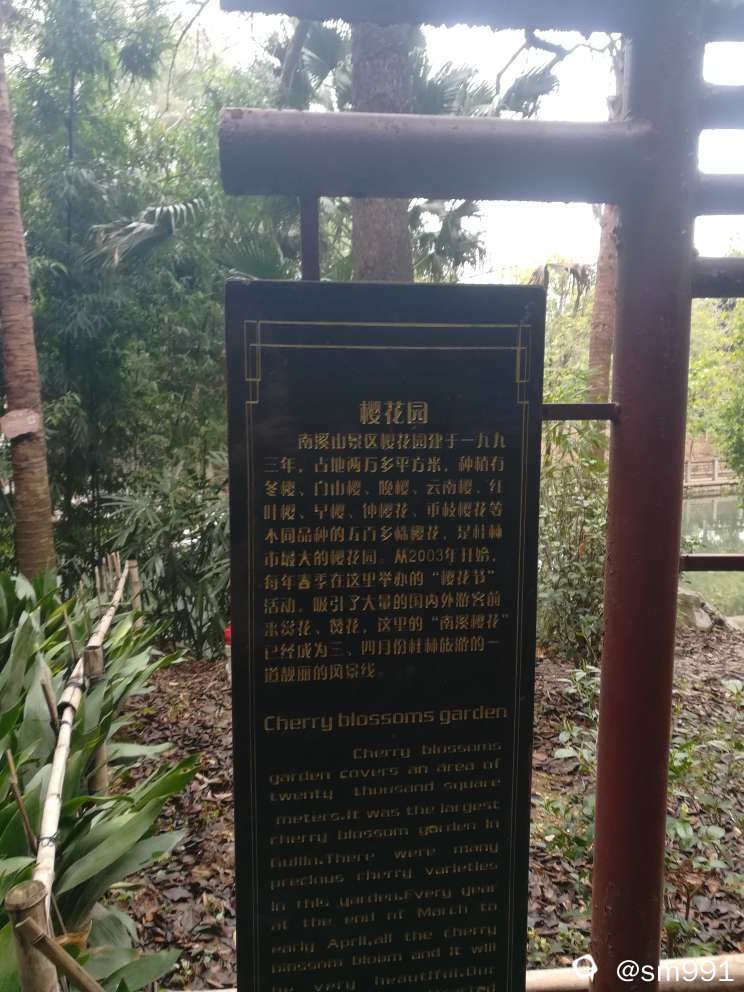 樱花园
南溪山景区樱花园建于一九九
三年，占地两万多平方米，种植有
冬樱、白山樱、晚樱、云南樱、红
叶樱、早樱、钟樱花、垂枝樱花等
不同品种的五百多株樱花，是桂林
市最大的樱花园。从2003年开始，
每年春季在这里举办的“樱花节”
活动，吸引了大量的国内外游客前
来赏花、赞花，这里的“南溪樱花”
已经成为三、四月份桂林旅游的一
道靓丽的风景线。
Cherry blossoms garden
Cherry blossoms
garden covers an area of
twenty thousand square
meters.It was the largest
cherry blossom garden in
Guilin.There were many
precious cherry varieties
in this garden.Every year
at the end of March to
early April,all the cherry
blossom bloom and it will
be very beautiful.Our
@sm991